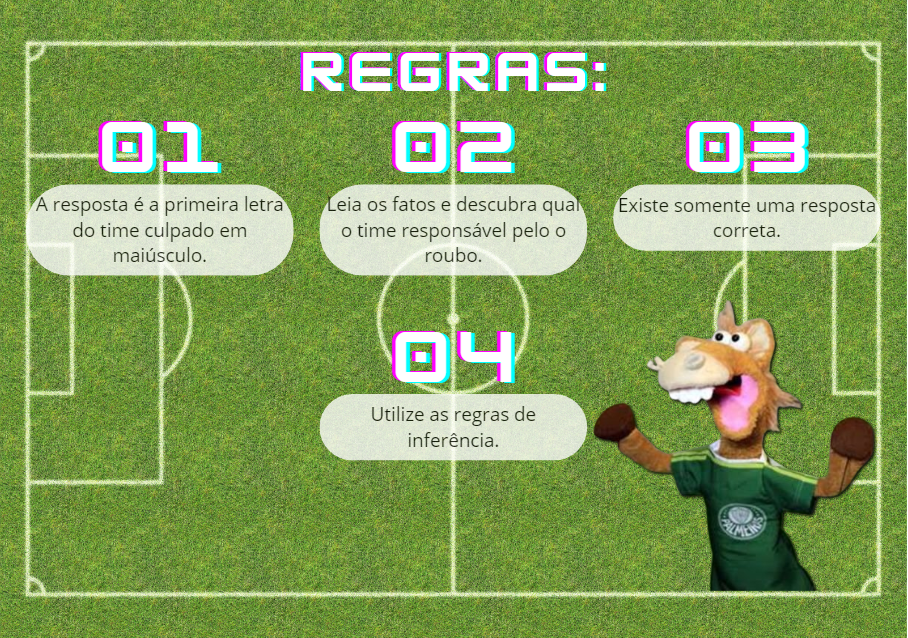 REGRAS:
01
A resposta é a primeira letra
do time culpado em
maiúsculo.
02
Leia os fatos e descubra qual
o time responsável pelo o
roubo.
03
Existe somente uma resposta
correta.
04
Utilize as regras de
inferência.
PALMEIRAS